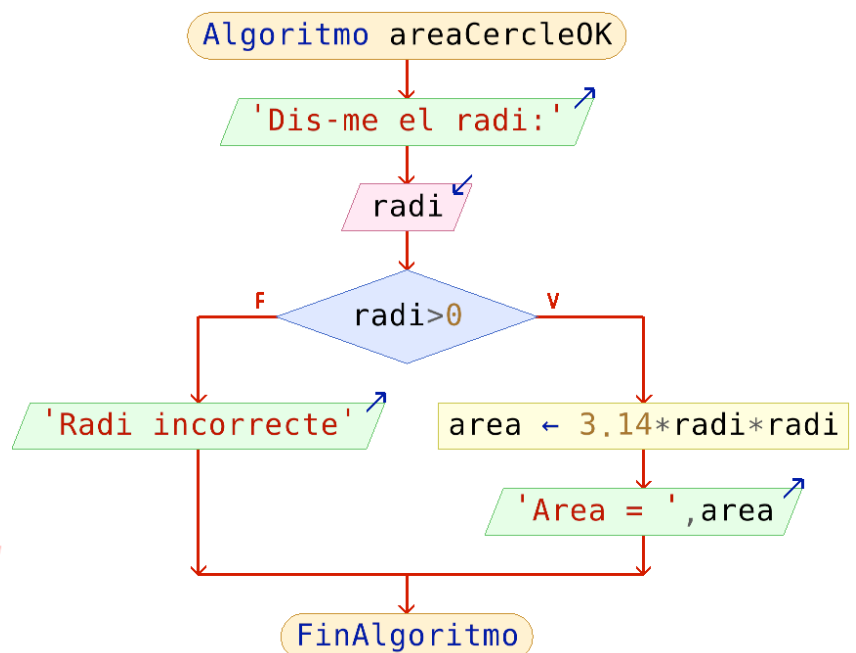 Algoritmo areaCercleOK
'Dis-me el radi:'
radi
radi>0
F
V
'Radi incorrecte'
area ← 3.14*radi*radi
'Area = ',area
FinAlgoritmo